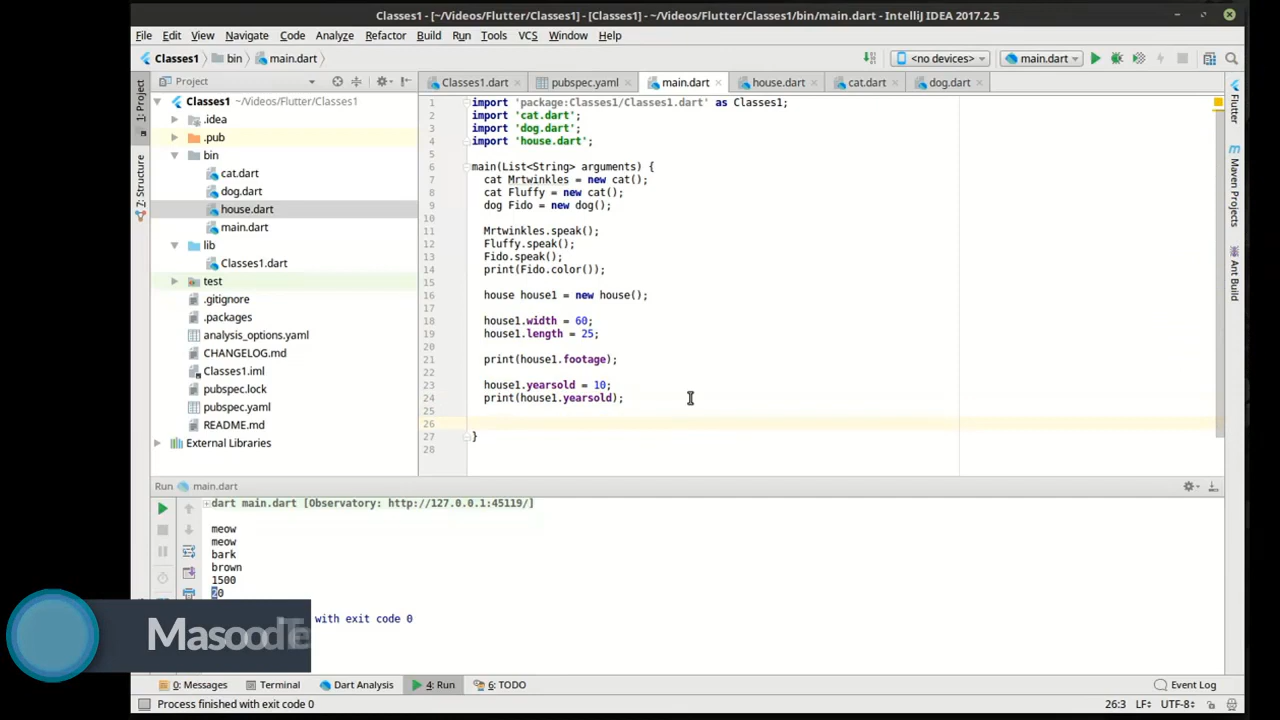 Classes1 - [~/Videos/Flutter/Classes1] - [Classes1] - ~/Videos/Flutter/Classes1/bin/main.dart - IntelliJ IDEA 2017.2.5
File Edit View Navigate Code Analyze Refactor Build Run Tools VCS Window Help
Classes1 bin main.dart <no devices> main.dart
Project Classes1.dart pubspec.yaml main.dart house.dart cat.dart dog.dart
1: Project
7: Structure
Classes1 ~/Videos/Flutter/Classes1
.idea
.pub
bin
cat.dart
dog.dart
house.dart
main.dart
lib
Classes1.dart
test
.gitignore
.packages
analysis_options.yaml
CHANGELOG.md
Classes1.iml
pubspec.lock
pubspec.yaml
README.md
External Libraries
1 import 'package:Classes1/Classes1.dart' as Classes1;
2 import 'cat.dart';
3 import 'dog.dart';
4 import 'house.dart';
5
6 main(List<String> arguments) {
7 cat Mrtwinkles = new cat();
8 cat Fluffy = new cat();
9 dog Fido = new dog();
10
11 Mrtwinkles.speak();
12 Fluffy.speak();
13 Fido.speak();
14 print(Fido.color());
15
16 house house1 = new house();
17
18 house1.width = 60;
19 house1.length = 25;
20
21 print(house1.footage);
22
23 house1.yearsold = 10;
24 print(house1.yearsold);
25
26
27 }
28
Flutter
Maven Projects
Ant Build
Run main.dart
dart main.dart [Observatory: http://127.0.0.1:45119/]
meow
meow
bark
brown
1500
20
with exit code 0
MasoodTe
0: Messages Terminal Dart Analysis 4: Run 6: TODO Event Log
Process finished with exit code 0 26:3 LF÷ UTF-8÷